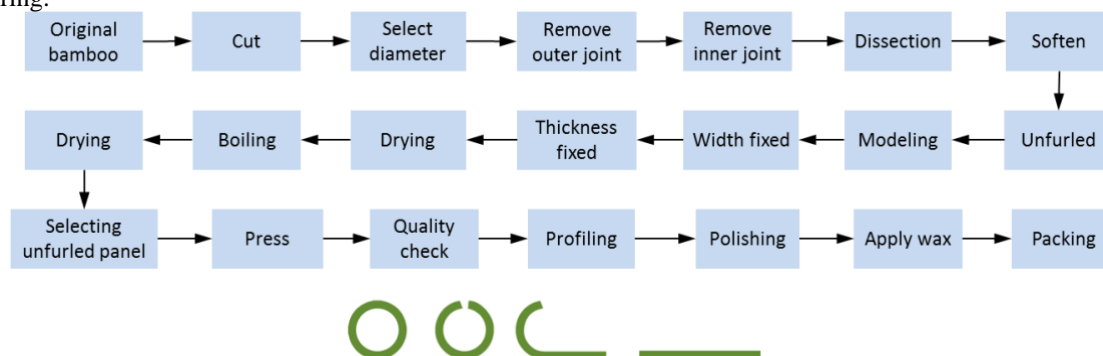 ring.
Original
bamboo
Cut
Select
diameter
Remove
outer joint
Remove
inner joint
Dissection
Soften
Drying
Boiling
Drying
Thickness
fixed
Width fixed
Modeling
Unfurled
Selecting
unfurled panel
Press
Quality
check
Profiling
Polishing
Apply wax
Packing